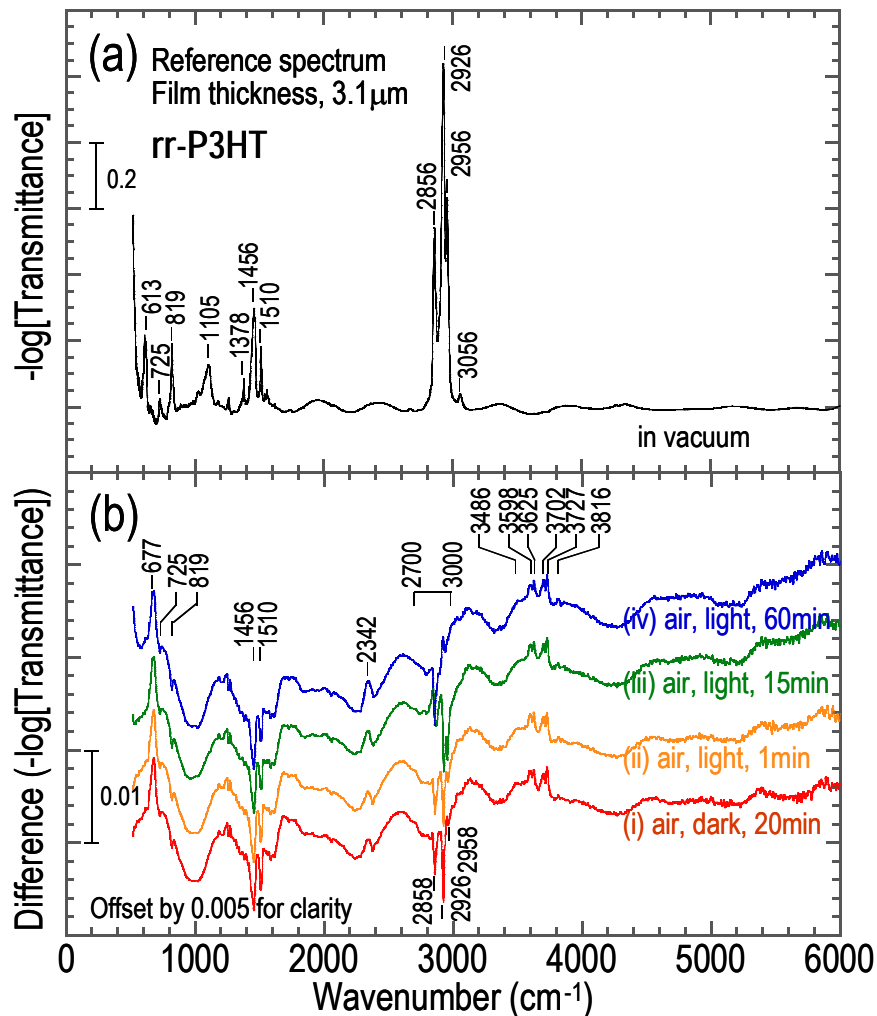 (a)
Reference spectrum
Film thickness, 3.1μm
rr-P3HT
0.2
-log[Transmittance]
613
725
819
1105
1378
1456
1510
2856
2926
2956
3056
in vacuum
(b)
677
725
819
1456
1510
2342
2700
3000
3486
3598
3625
3702
3727
3816
(iv) air, light, 60min
(iii) air, light, 15min
(ii) air, light, 1min
(i) air, dark, 20min
0.01
2858
2926
2958
Offset by 0.005 for clarity
Difference (-log[Transmittance])
0 1000 2000 3000 4000 5000 6000
Wavenumber (cm-1)